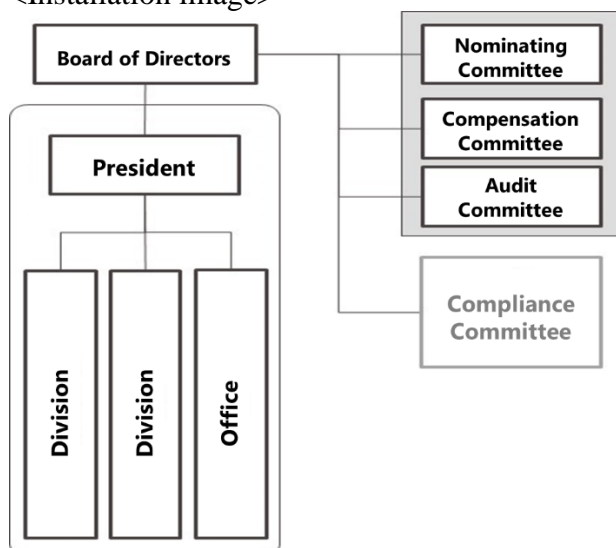 <Installation image>
Board of Directors
Nominating
Committee
Compensation
Committee
President
Audit
Committee
Compliance
Committee
Division
Division
Office